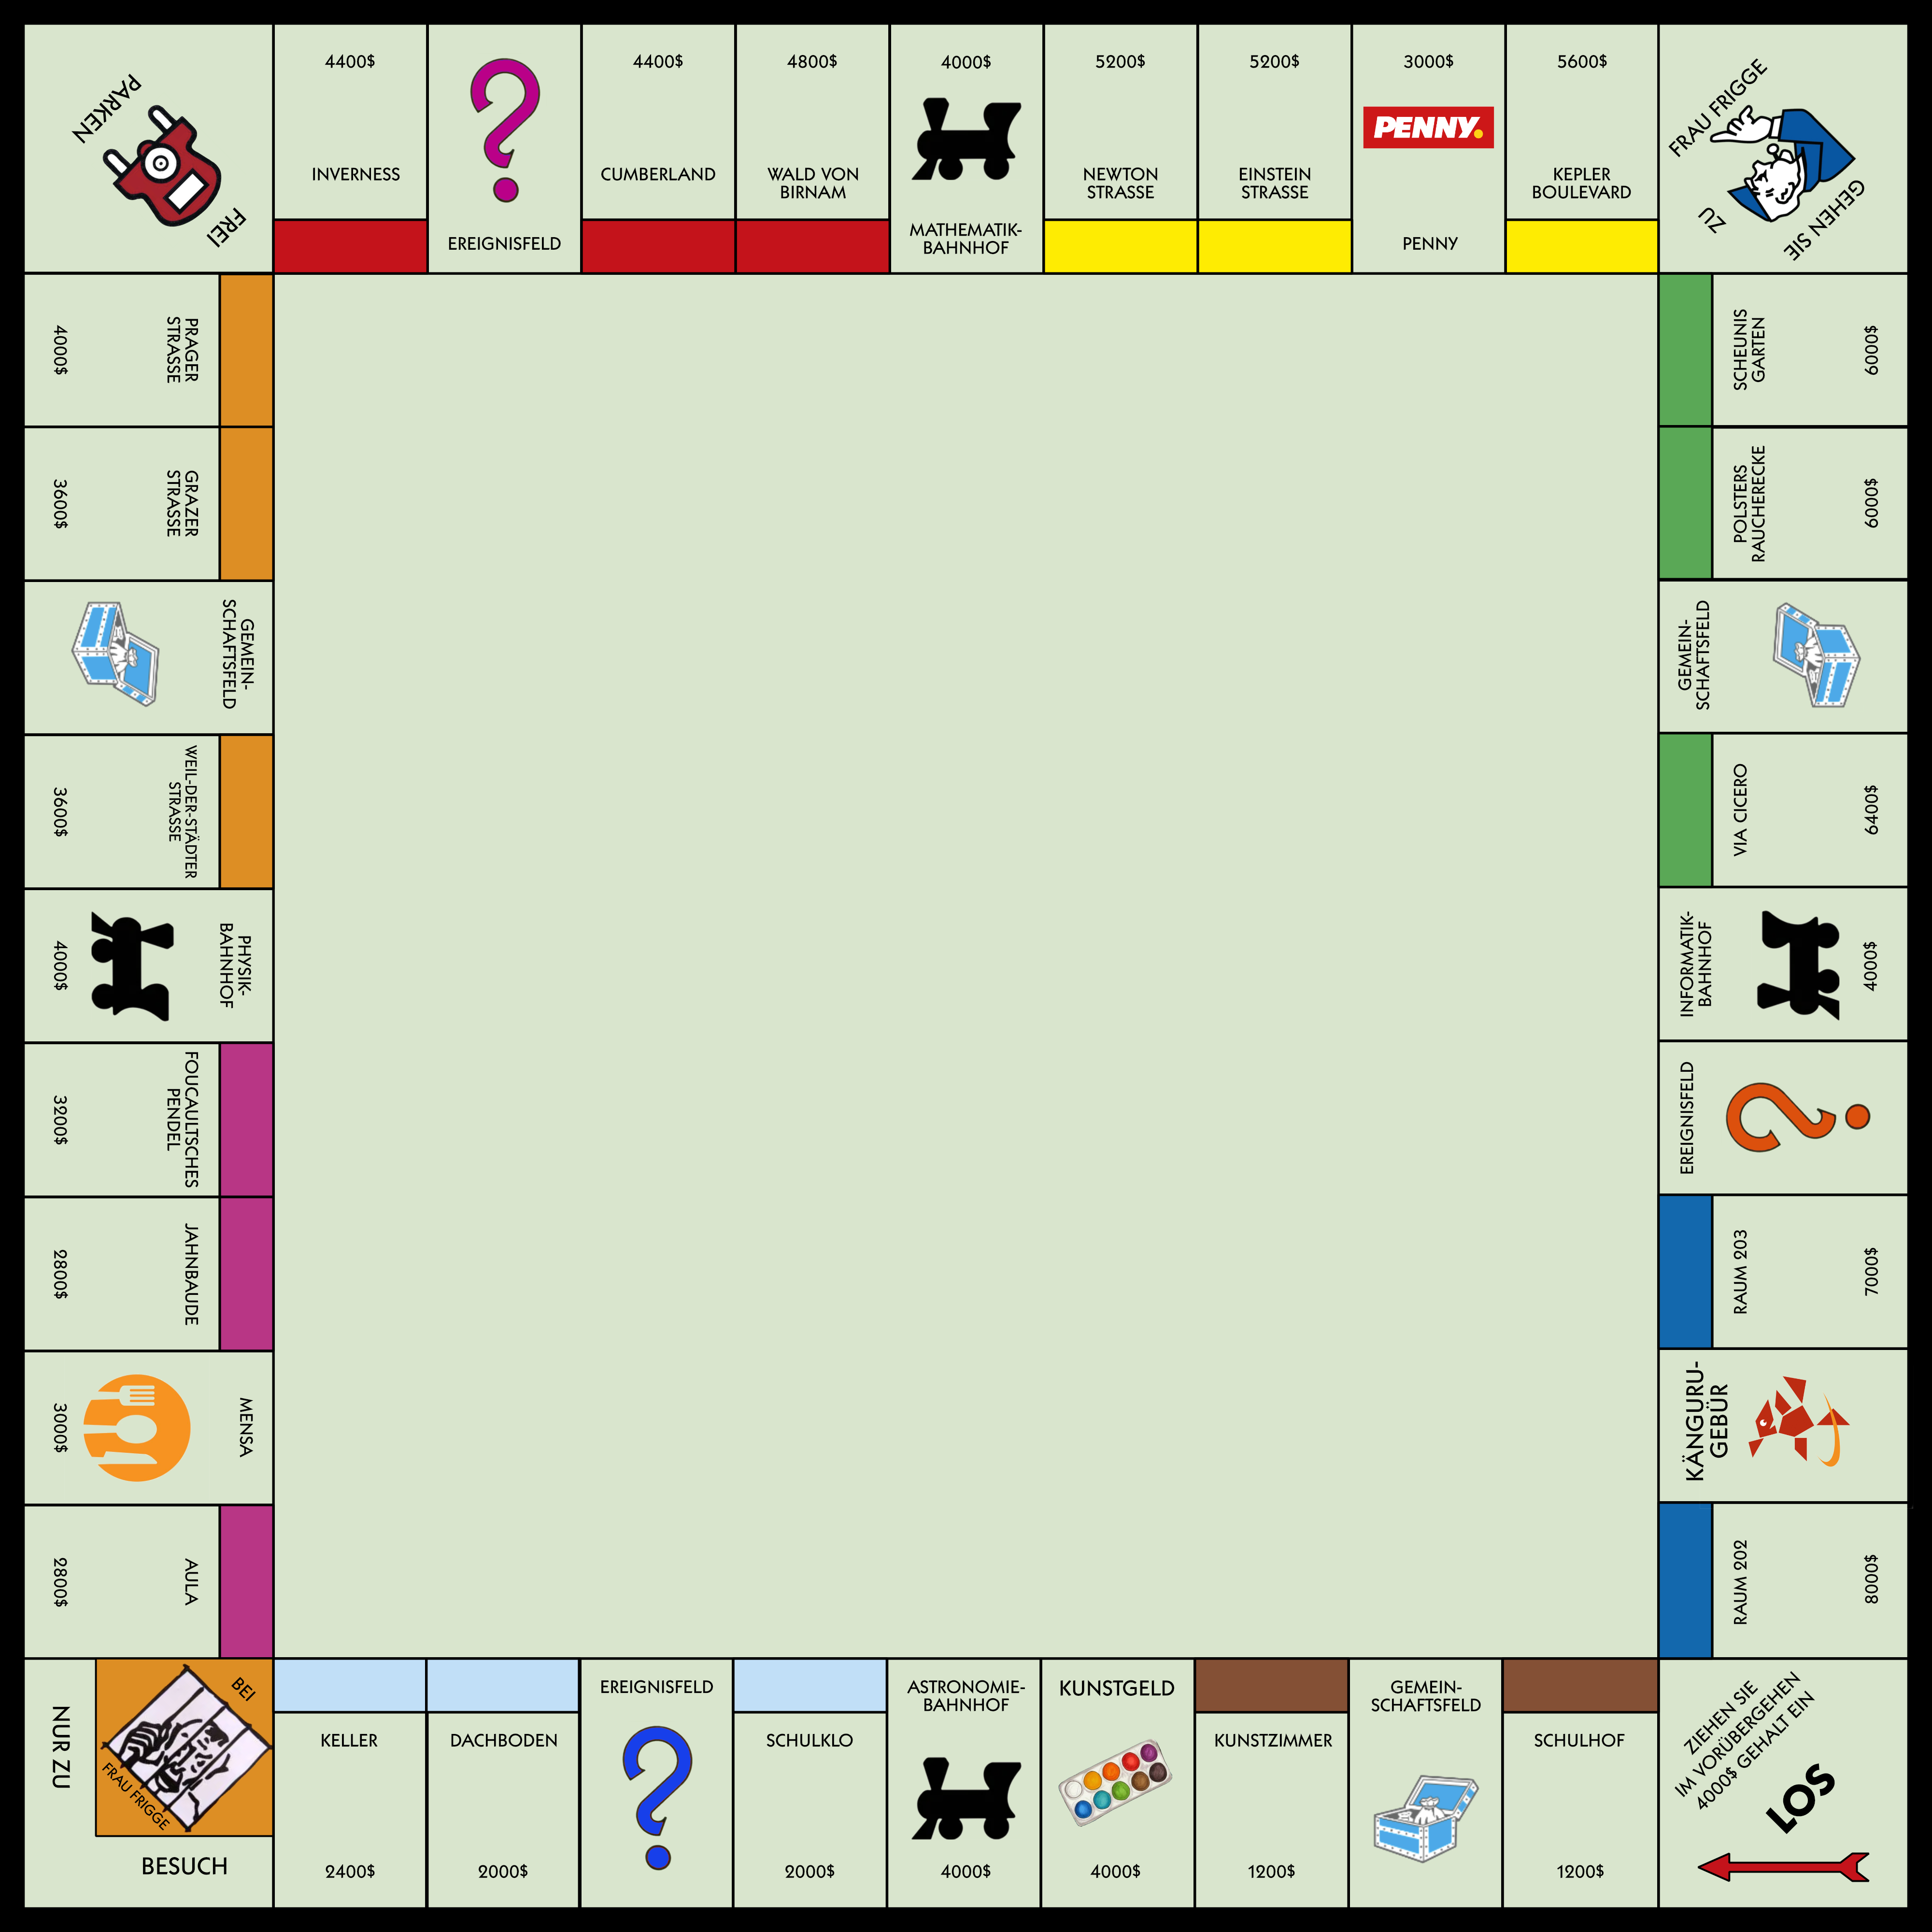 PARKEN
FREI
4400$
INVERNESS
EREIGNISFELD
4400$
CUMBERLAND
4800$
WALD VON
BIRNAM
4000$
MATHEMATIK-
BAHNHOF
5200$
NEWTON
STRASSE
5200$
EINSTEIN
STRASSE
3000$
PENNY.
PENNY
5600$
KEPLER
BOULEVARD
FRAU FRIGGE
GEHEN SIE
ZU
SCHEUNIS
GARTEN
6000$
POLSTERS
RAUCHERECKE
6000$
GEMEIN-
SCHAFTSFELD
VIA CICERO
6400$
INFORMATIK-
BAHNHOF
4000$
EREIGNISFELD
RAUM 203
7000$
KÄNGURU-
GEBÜR
RAUM 202
8000$
ZIEHEN SIE
IM VORÜBERGEHEN
4000$ GEHALT EIN
LOS
SCHULHOF
1200$
GEMEIN-
SCHAFTSFELD
KUNSTZIMMER
1200$
KUNSTGELD
4000$
ASTRONOMIE-
BAHNHOF
4000$
SCHULKLO
2000$
EREIGNISFELD
DACHBODEN
2000$
KELLER
2400$
BEI
FRAU FRIGGE
NUR ZU
BESUCH
AULA
2800$
MENSA
3000$
JAHNBAUDE
2800$
FOUCAULTSCHES
PENDEL
3200$
PHYSIK-
BAHNHOF
4000$
WEIL-DER-STÄDTER
STRASSE
3600$
GEMEIN-
SCHAFTSFELD
GRAZER
STRASSE
3600$
PRAGER
STRASSE
4000$